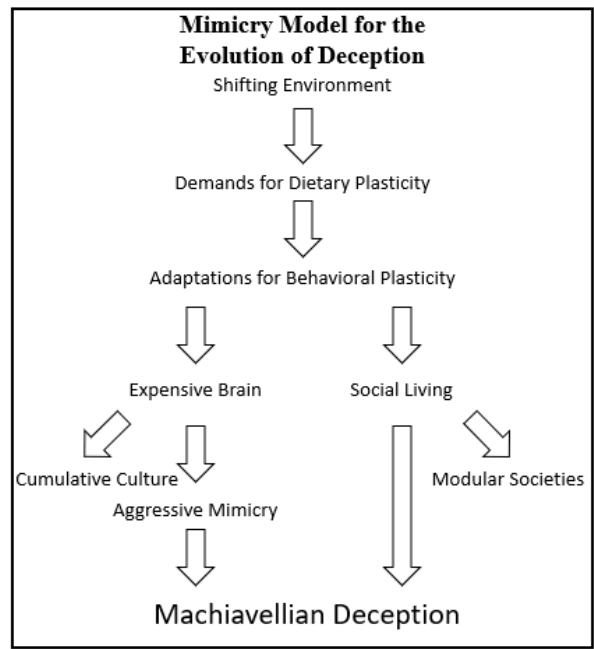 Mimicry Model for the
Evolution of Deception
Shifting Environment
Demands for Dietary Plasticity
Adaptations for Behavioral Plasticity
Expensive Brain
Social Living
Cumulative Culture
Modular Societies
Aggressive Mimicry
Machiavellian Deception